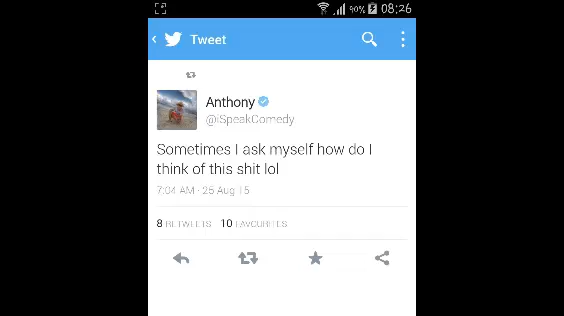 90% 08:26
Tweet
Anthony
@iSpeakComedy
Sometimes I ask myself how do I
think of this shit lol
7:04 AM · 25 Aug 15
8 RETWEETS 10 FAVOURITES